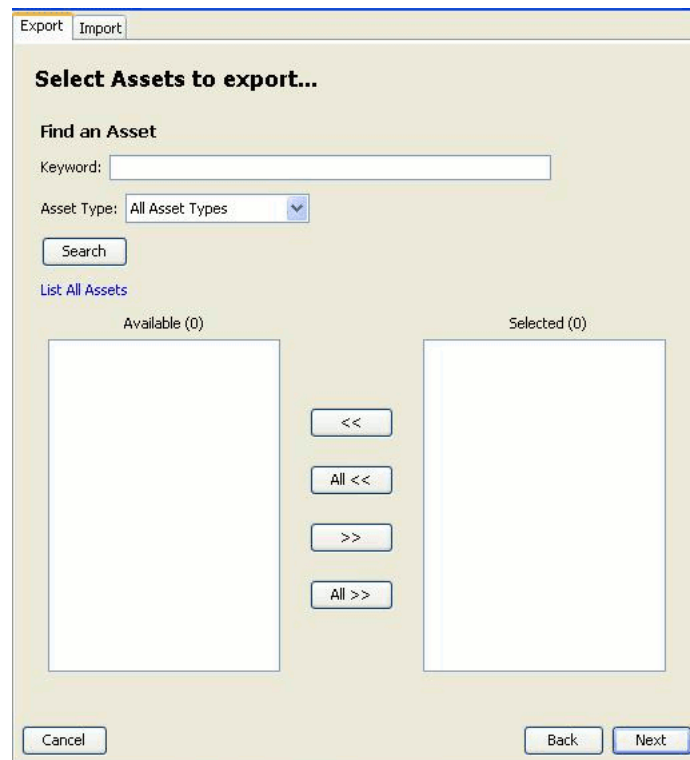 Export Import
Select Assets to export...
Find an Asset
Keyword:
Asset Type: All Asset Types
Search
List All Assets
Available (0) Selected (0)
<<
All <<
>>
All >>
Cancel Back Next